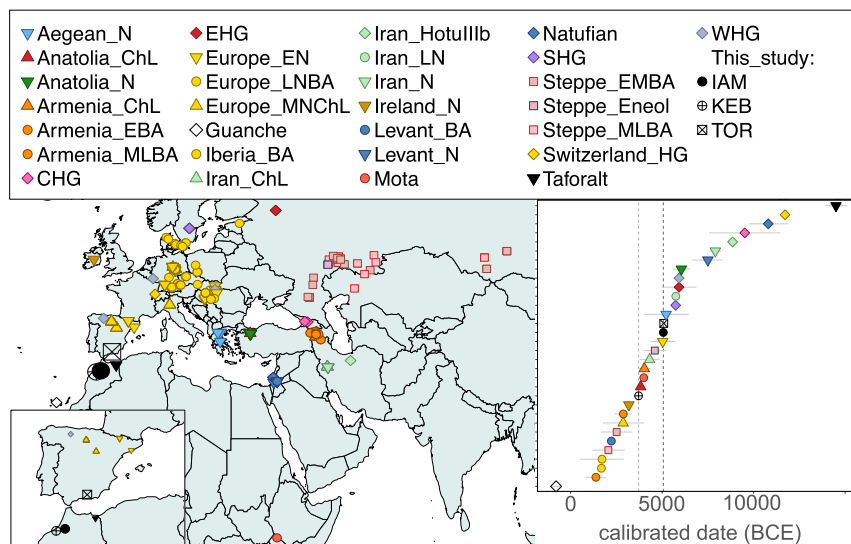 Aegean_N
Anatolia_ChL
Anatolia_N
Armenia_ChL
Armenia_EBA
Armenia_MLBA
CHG
EHG
Europe_EN
Europe_LNBA
Europe_MNChL
Guanche
Iberia_BA
Iran_ChL
Iran_HotuIIIb
Iran_LN
Iran_N
Ireland_N
Levant_BA
Levant_N
Mota
Natufian
SHG
Steppe_EMBA
Steppe_Eneol
Steppe_MLBA
Switzerland_HG
Taforalt
WHG
This_study:
IAM
KEB
TOR
0 5000 10000
calibrated date (BCE)